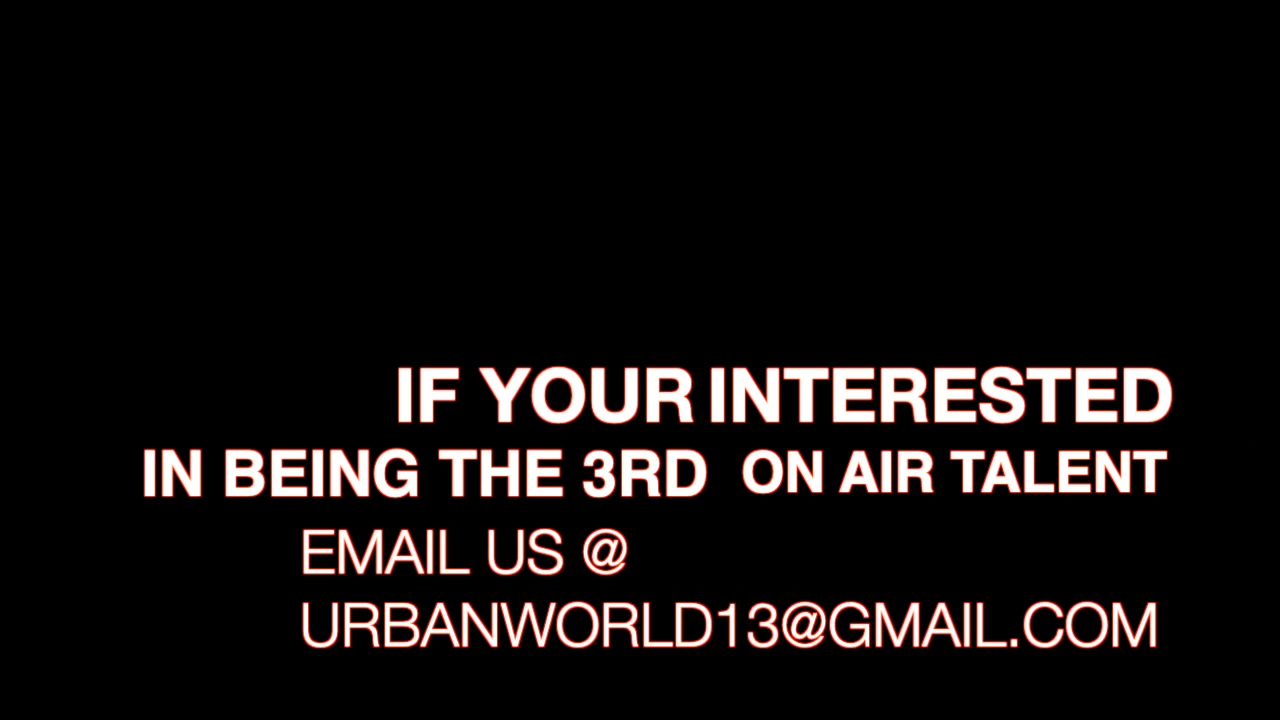 IF YOUR INTERESTED
IN BEING THE 3RD ON AIR TALENT
EMAIL US @
URBANWORLD13@GMAIL.COM